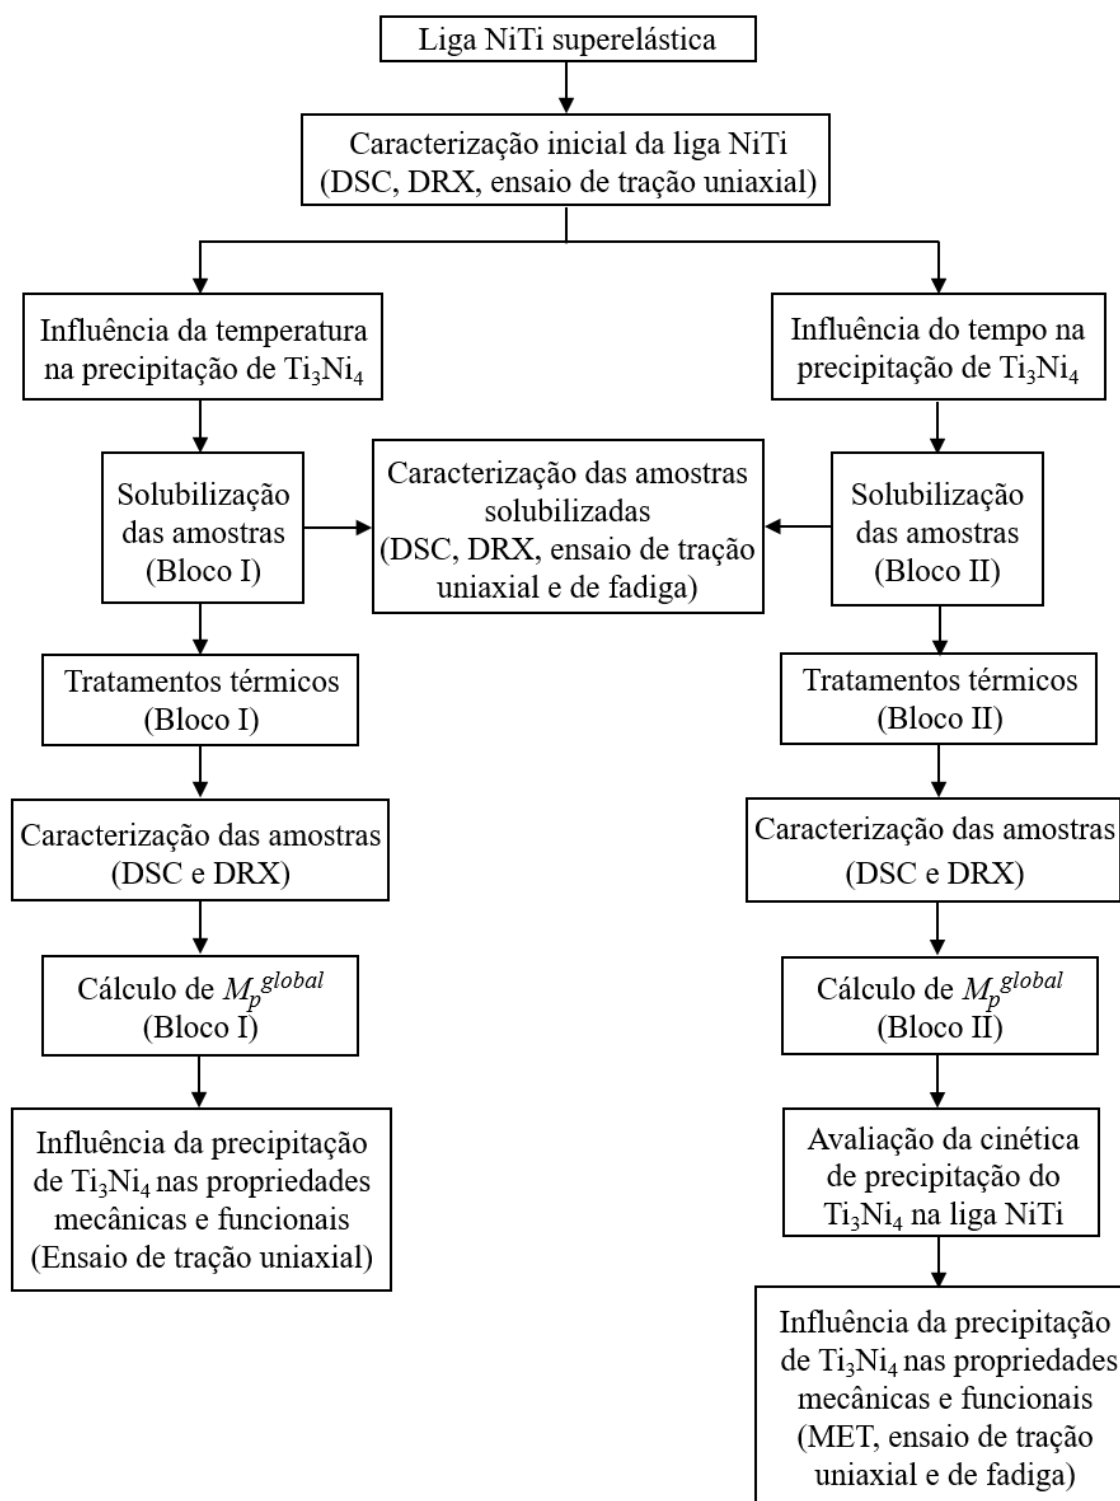 Liga NiTi superelástica
Caracterização inicial da liga NiTi
(DSC, DRX, ensaio de tração uniaxial)
Influência da temperatura
na precipitação de Ti₃Ni₄
Influência do tempo na
precipitação de Ti₃Ni₄
Solubilização
das amostras
(Bloco I)
Caracterização das amostras
solubilizadas
(DSC, DRX, ensaio de tração
uniaxial e de fadiga)
Solubilização
das amostras
(Bloco II)
Tratamentos térmicos
(Bloco I)
Tratamentos térmicos
(Bloco II)
Caracterização das amostras
(DSC e DRX)
Caracterização das amostras
(DSC e DRX)
Cálculo de Mₚ^global
(Bloco I)
Cálculo de Mₚ^global
(Bloco II)
Influência da precipitação
de Ti₃Ni₄ nas propriedades
mecânicas e funcionais
(Ensaio de tração uniaxial)
Avaliação da cinética
de precipitação do
Ti₃Ni₄ na liga NiTi
Influência da precipitação
de Ti₃Ni₄ nas propriedades
mecânicas e funcionais
(MET, ensaio de tração
uniaxial e de fadiga)